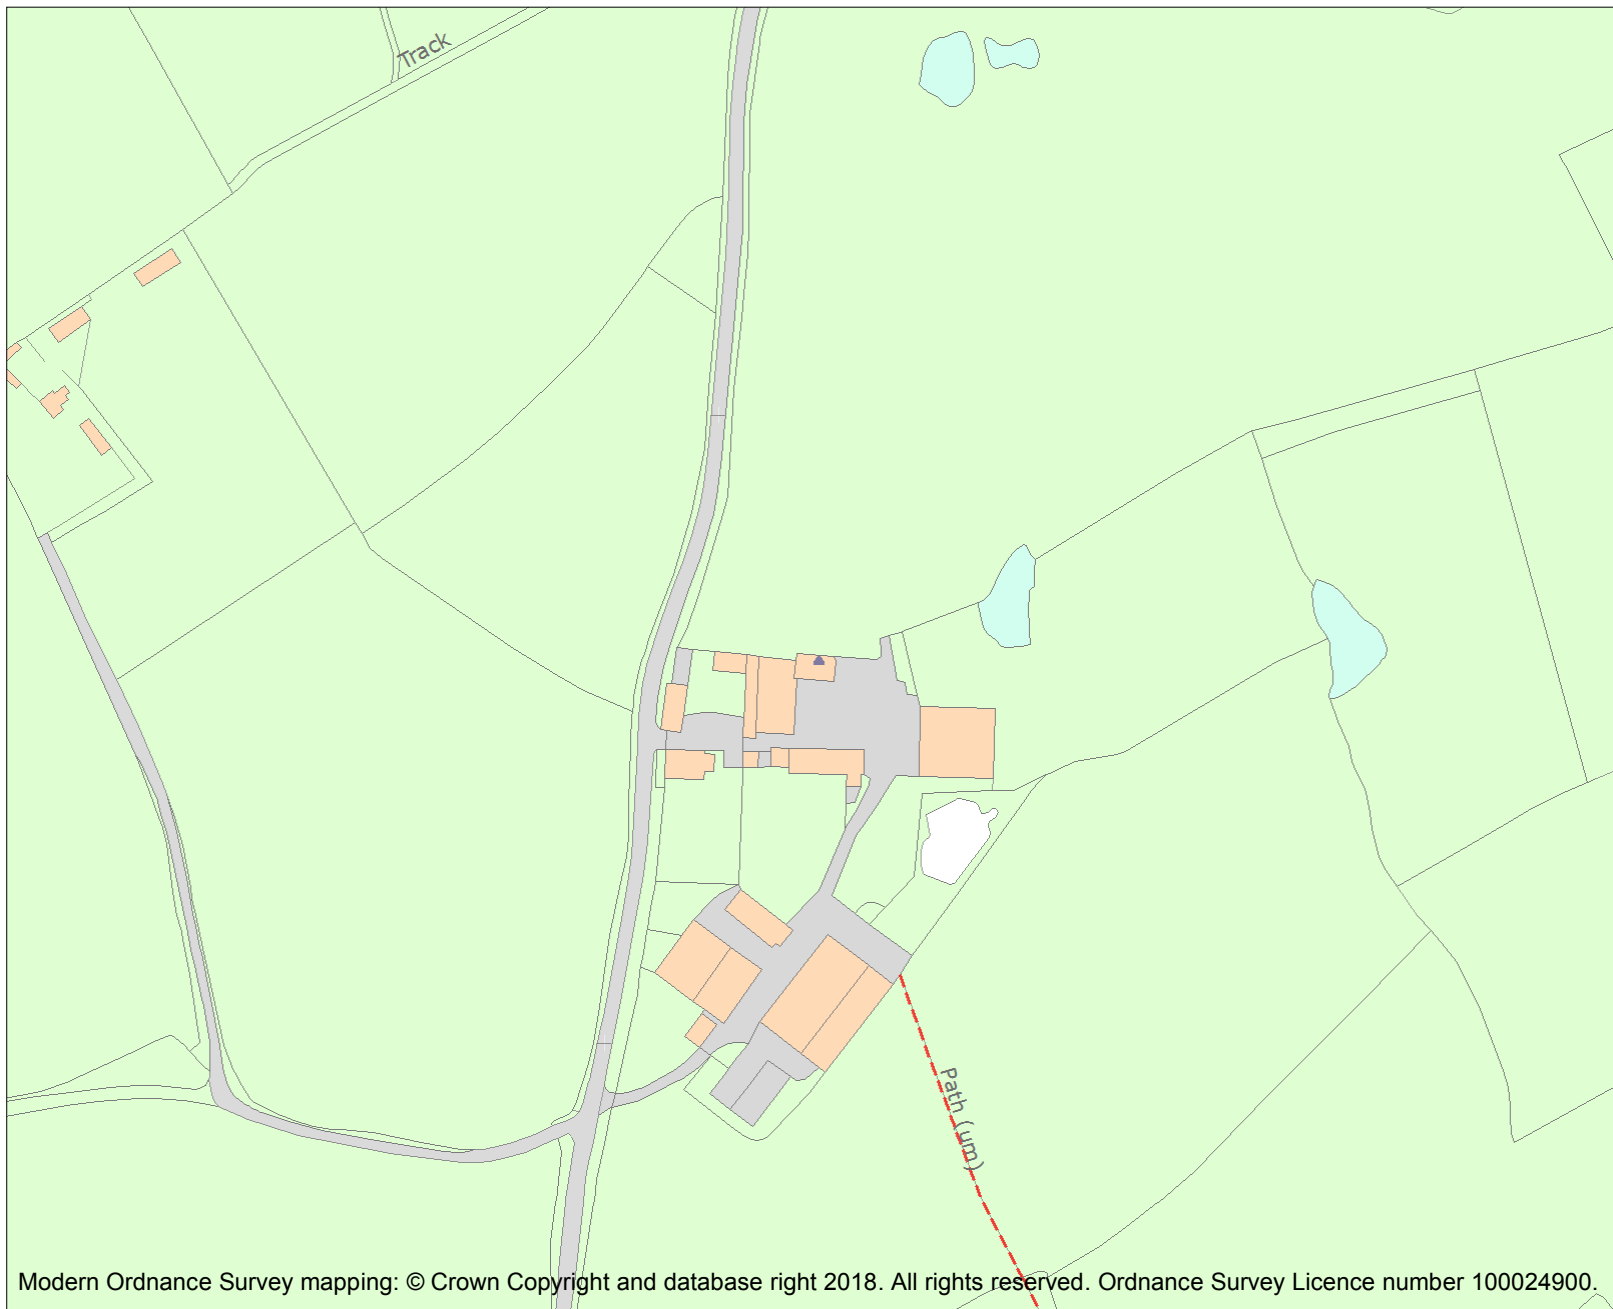 Track
Path (um)
Modern Ordnance Survey mapping: © Crown Copyright and database right 2018. All rights reserved. Ordnance Survey Licence number 100024900.